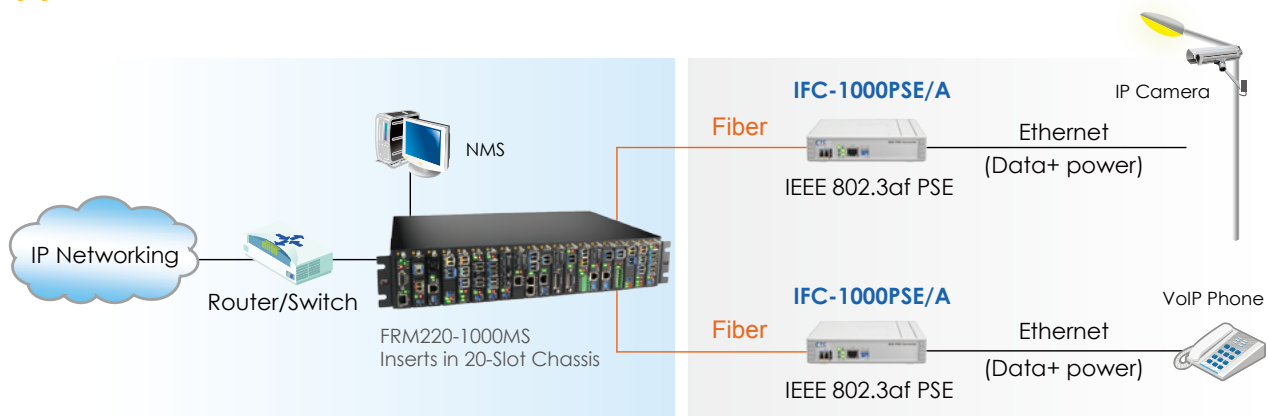 IFC-1000PSE/A
IP Camera
Fiber
Ethernet
(Data+ power)
IEEE 802.3af PSE
NMS
IP Networking
Router/Switch
FRM220-1000MS
Inserts in 20-Slot Chassis
IFC-1000PSE/A
VoIP Phone
Fiber
Ethernet
(Data+ power)
IEEE 802.3af PSE